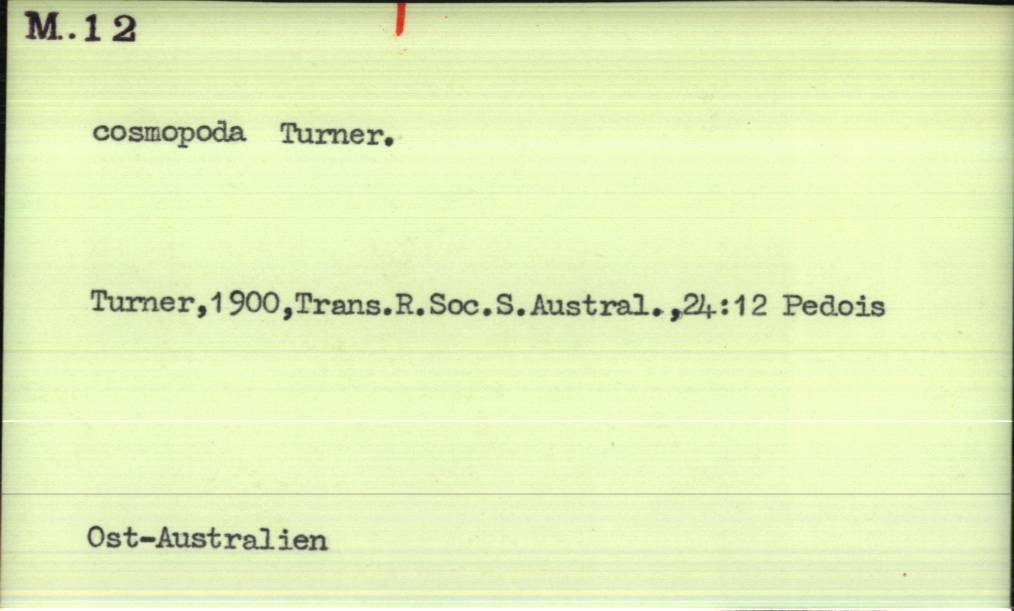 M..12
cosmopoda Turner.
Turner,1900,Trans.R.Soc.S.Austral.,24:12 Pedois
Ost-Australien